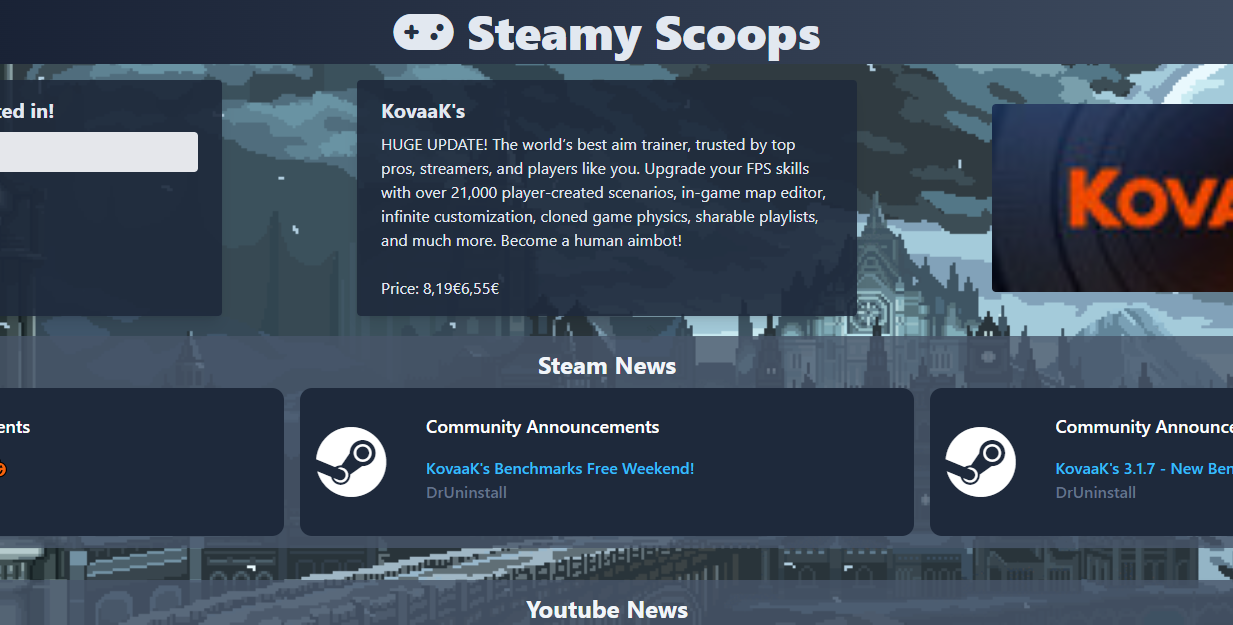 Steamy Scoops
ted in!
KovaaK's
HUGE UPDATE! The world’s best aim trainer, trusted by top
pros, streamers, and players like you. Upgrade your FPS skills
with over 21,000 player-created scenarios, in-game map editor,
infinite customization, cloned game physics, sharable playlists,
and much more. Become a human aimbot!
Price: 8,19€6,55€
KOVA
Steam News
ents
Community Announcements
KovaaK's Benchmarks Free Weekend!
DrUninstall
Community Announce
KovaaK's 3.1.7 - New Ben
DrUninstall
Youtube News